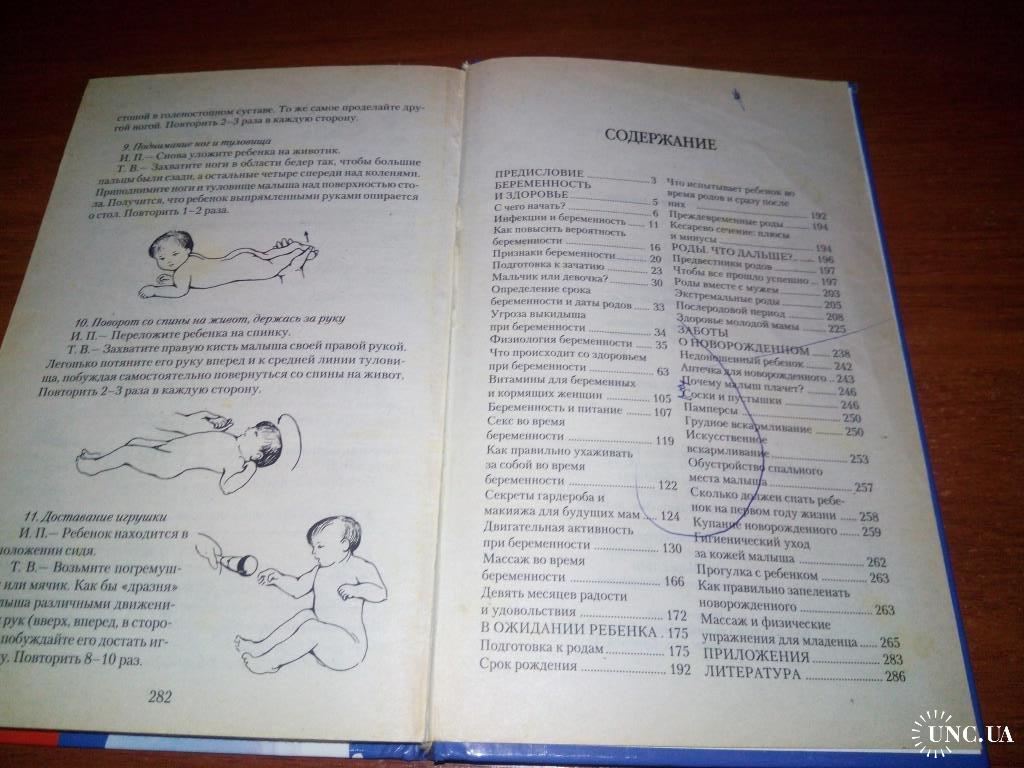 стопой в голеностопном суставе. То же самое проделайте дру-
гой ногой. Повторить 2–3 раза в каждую сторону.
9. Поднимание ног и туловища
И. П.— Снова уложите ребенка на животик.
Т. В.— Захватите ноги в области бедер так, чтобы большие
пальцы были сзади, а остальные четыре спереди над коленями.
Приподнимите ноги и туловище малыша над поверхностью сто-
ла. Получится, что ребенок выпрямленными руками опирается
о стол. Повторить 1–2 раза.
10. Поворот со спины на живот, держась за руку
И. П.— Переложите ребенка на спинку.
Т. В.— Захватите правую кисть малыша своей правой рукой.
Легонько потяните его руку вперед и к средней линии тулови-
ща, побуждая самостоятельно повернуться со спины на живот.
Повторить 2–3 раза в каждую сторону.
11. Доставание игрушки
И. П.— Ребенок находится в
положении сидя.
Т. В.— Возьмите погремуш-
или мячик. Как бы «дразня»
лыша различными движени-
рук (вверх, вперед, в сторо-
побуждайте его достать иг-
у. Повторить 8–10 раз.
282
СОДЕРЖАНИЕ
ПРЕДИСЛОВИЕ 3
БЕРЕМЕННОСТЬ
И ЗДОРОВЬЕ 5
С чего начать? 6
Инфекции и беременность 11
Как повысить вероятность
беременности 16
Признаки беременности 20
Подготовка к зачатию 23
Мальчик или девочка? 30
Определение срока
беременности и даты родов 33
Угроза выкидыша
при беременности 34
Физиология беременности 35
Что происходит со здоровьем
при беременности 63
Витамины для беременных
и кормящих женщин 105
Беременность и питание 107
Секс во время
беременности 119
Как правильно ухаживать
за собой во время
беременности 122
Секреты гардероба и
макияжа для будущих мам 124
Двигательная активность
при беременности 130
Массаж во время
беременности 166
Девять месяцев радости
и удовольствия 172
В ОЖИДАНИИ РЕБЕНКА 175
Подготовка к родам 175
Срок рождения 192
Что испытывает ребенок во
время родов и сразу после
них 192
Преждевременные роды 194
Кесарево сечение: плюсы
и минусы 194
РОДЫ. ЧТО ДАЛЬШЕ? 196
Предвестники родов 197
Чтобы все прошло успешно 197
Роды вместе с мужем 203
Экстремальные роды 205
Послеродовой период 208
Здоровье молодой мамы 225
ЗАБОТЫ
О НОВОРОЖДЕННОМ 238
Недоношенный ребенок 242
Аптечка для новорожденного 243
Почему малыш плачет? 246
Соски и пустышки 246
Памперсы 250
Грудное вскармливание 250
Искусственное
вскармливание 253
Обустройство спального
места малыша 257
Сколько должен спать ребе-
нок на первом году жизни 258
Купание новорожденного 259
Гигиенический уход
за кожей малыша 262
Прогулка с ребенком 263
Как правильно запеленать
новорожденного 263
Массаж и физические
упражнения для младенца 265
ПРИЛОЖЕНИЯ 283
ЛИТЕРАТУРА 286
UNC.UA